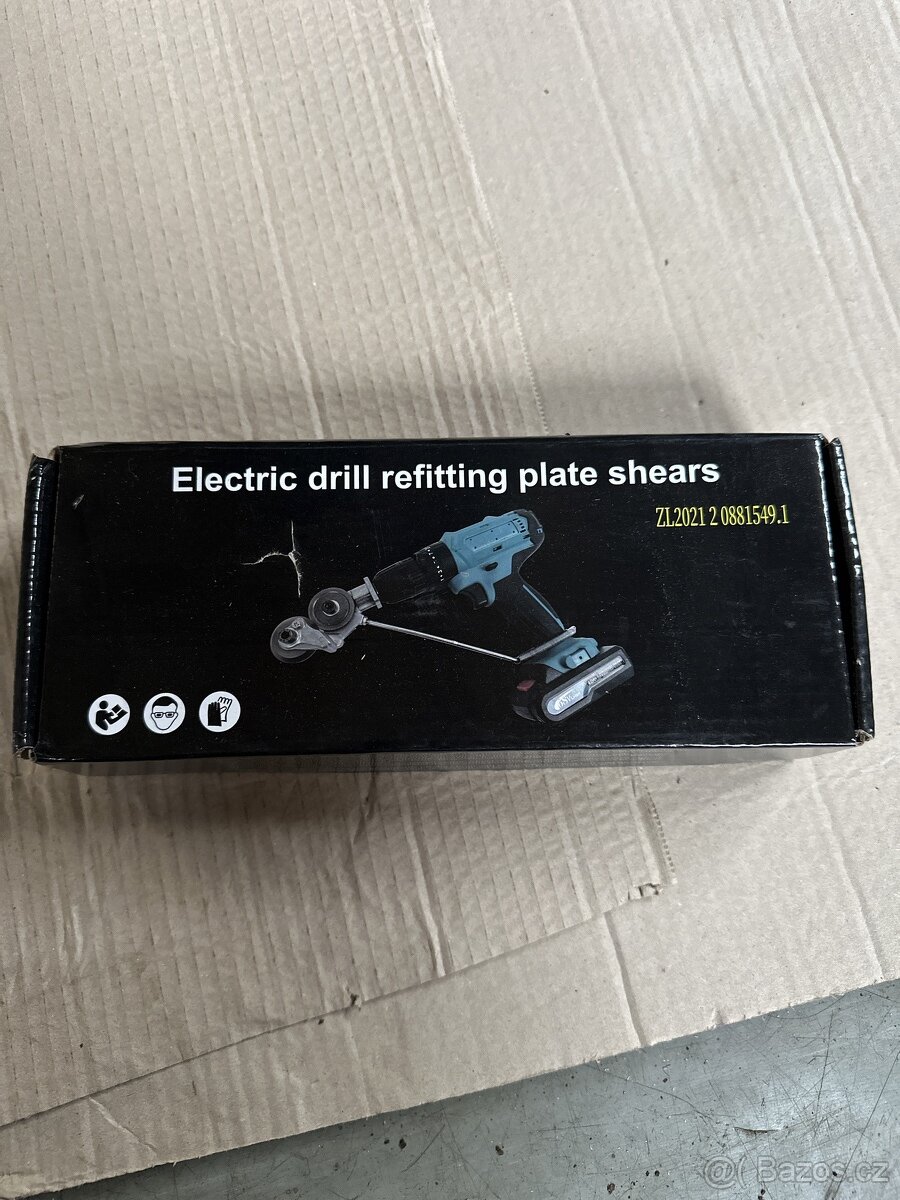 Electric drill refitting plate shears
ZL2021 2 0881549.1
@Bazos.cz